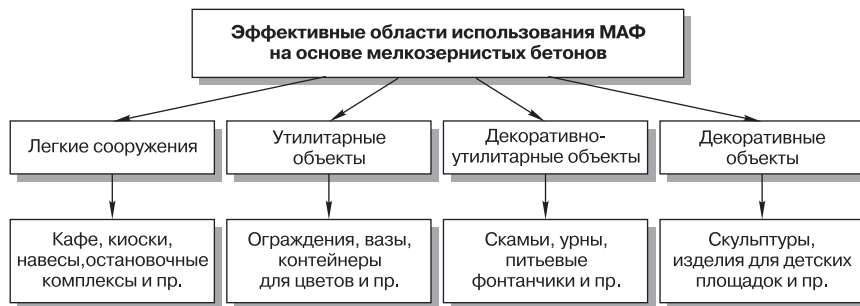 Эффективные области использования МАФ
на основе мелкозернистых бетонов
Легкие сооружения
Утилитарные
объекты
Декоративно-
утилитарные объекты
Декоративные
объекты
Кафе, киоски,
навесы,остановочные
комплексы и пр.
Ограждения, вазы,
контейнеры
для цветов и пр.
Скамьи, урны,
питьевые
фонтанчики и пр.
Скульптуры,
изделия для детских
площадок и пр.